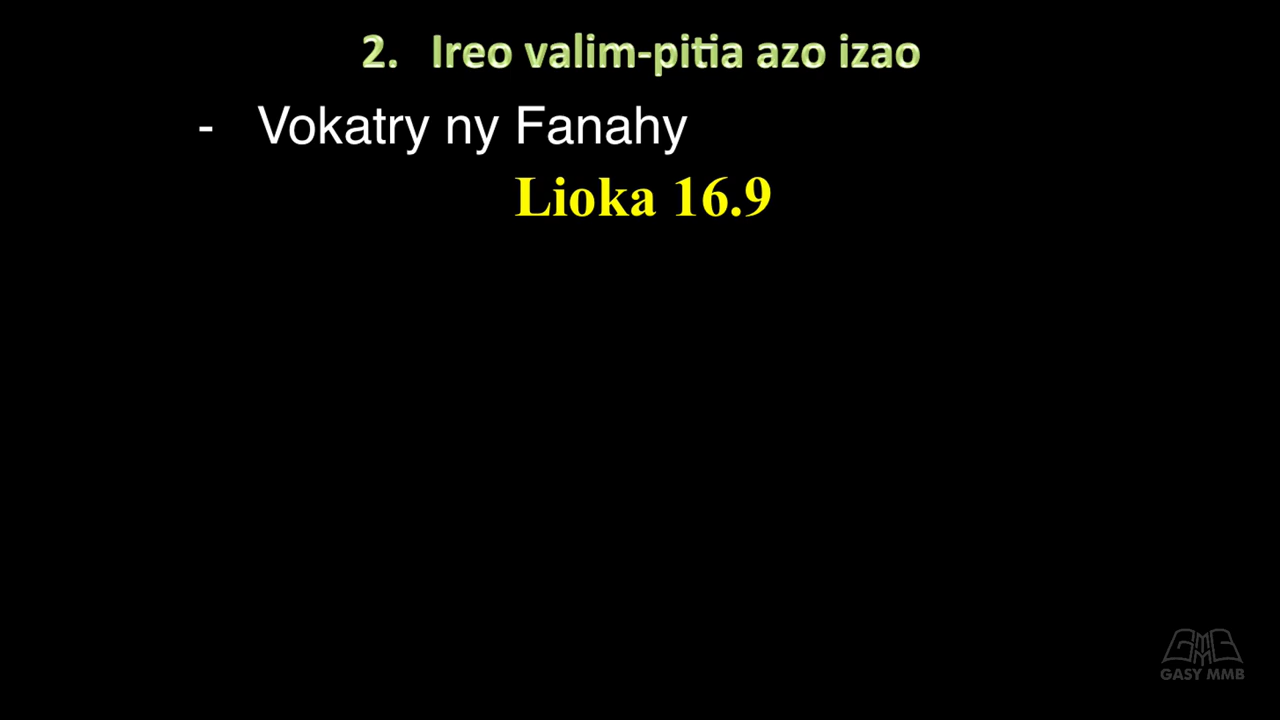 2. Ireo valim-pitia azo izao
- Vokatry ny Fanahy
Lioka 16.9
GASY MMB